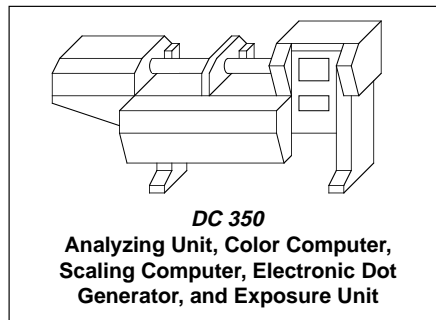 DC 350
Analyzing Unit, Color Computer,
Scaling Computer, Electronic Dot
Generator, and Exposure Unit